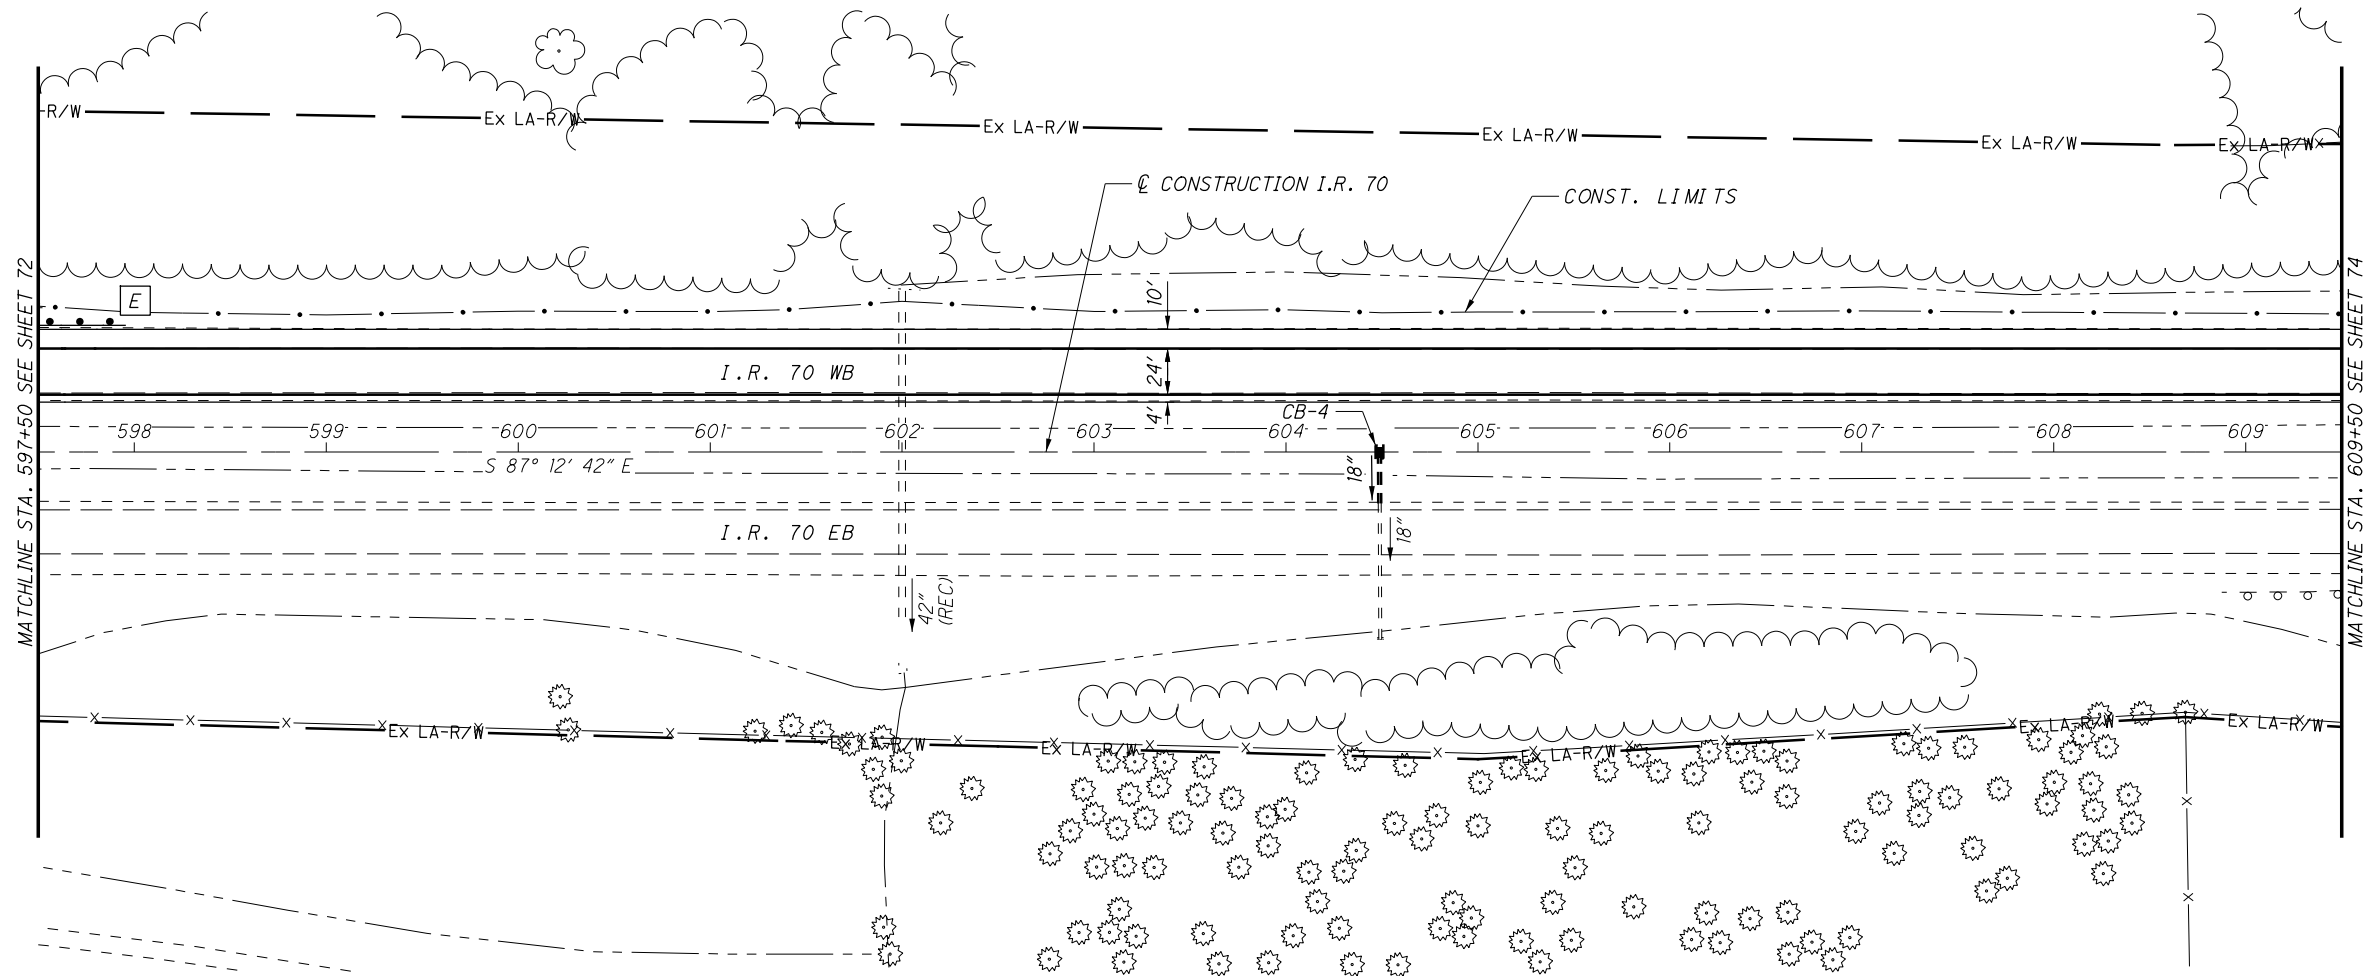 R/W
Ex LA-R/W
Ex LA-R/W
Ex LA-R/W
Ex LA-R/W
Ex LA-R/W
℄ CONSTRUCTION I.R. 70
CONST. LIMITS
MATCHLINE STA. 597+50 SEE SHEET 72
MATCHLINE STA. 609+50 SEE SHEET 74
E
10'
I.R. 70 WB
24'
4'
CB-4
598 599 600 601 602 603 604 605 606 607 608 609
S 87° 12' 42" E
18"
I.R. 70 EB
18"
42"
(REC)
Ex LA-R/W
Ex LA-R/W
Ex LA-R/W
Ex LA-R/W
Ex LA-R/W
Ex LA-R/W